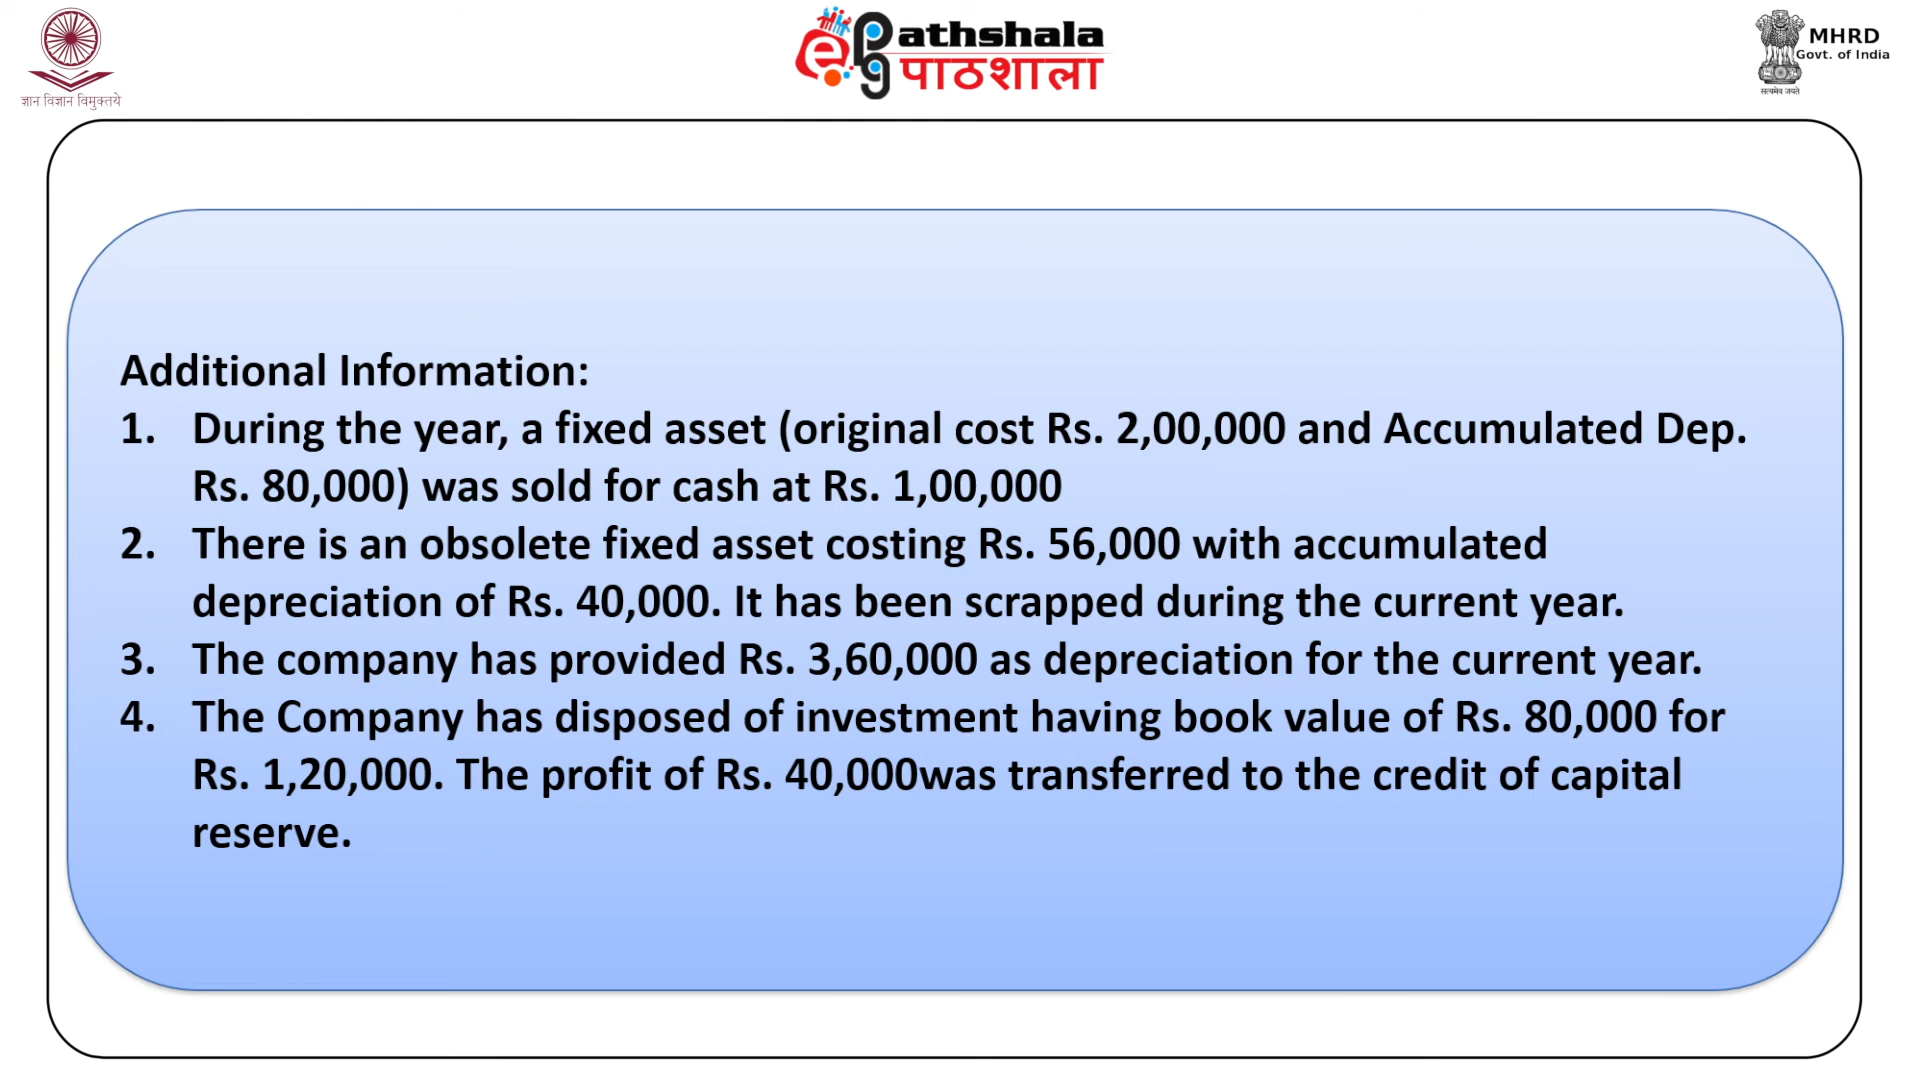 ज्ञान विज्ञान विमुक्तये
ePg Pathshala
पाठशाला
MHRD
Govt. of India
सत्यमेव जयते
Additional Information:
1. During the year, a fixed asset (original cost Rs. 2,00,000 and Accumulated Dep.
Rs. 80,000) was sold for cash at Rs. 1,00,000
2. There is an obsolete fixed asset costing Rs. 56,000 with accumulated
depreciation of Rs. 40,000. It has been scrapped during the current year.
3. The company has provided Rs. 3,60,000 as depreciation for the current year.
4. The Company has disposed of investment having book value of Rs. 80,000 for
Rs. 1,20,000. The profit of Rs. 40,000was transferred to the credit of capital
reserve.